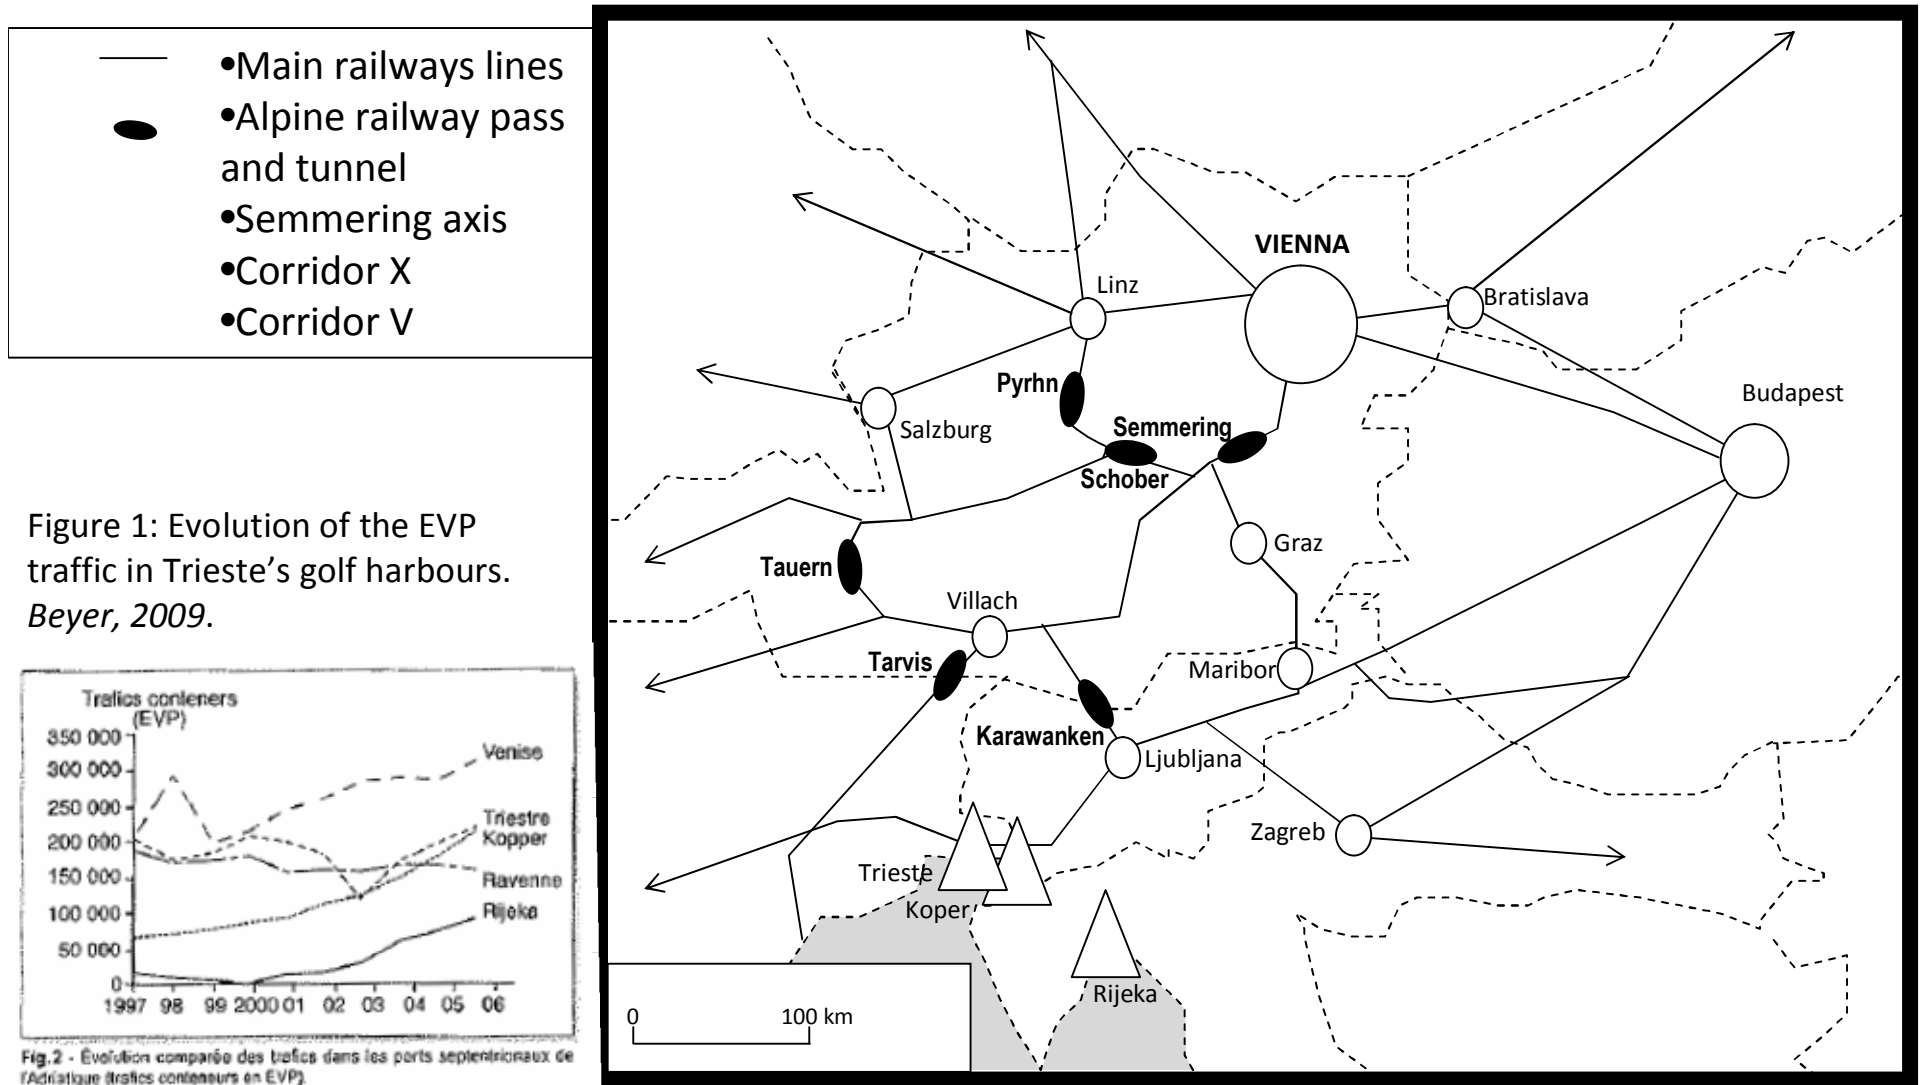 •Main railways lines
•Alpine railway pass
and tunnel
•Semmering axis
•Corridor X
•Corridor V
Figure 1: Evolution of the EVP
traffic in Trieste’s golf harbours.
Beyer, 2009.
Trafics conteners
(EVP)
350 000
300 000
250 000
200 000
150 000
100 000
50 000
0
Venise
Triestre
Kopper
Ravenne
Rijeka
1997 98 99 2000 01 02 03 04 05 06
Fig.2 - Évolution comparée des trafics dans les ports septentrionaux de
l'Adriatique (trafics conteneurs en EVP).
VIENNA
Linz
Bratislava
Budapest
Pyrhn
Salzburg
Semmering
Schober
Graz
Tauern
Villach
Tarvis
Maribor
Karawanken
Ljubljana
Zagreb
Trieste
Koper
Rijeka
0 100 km